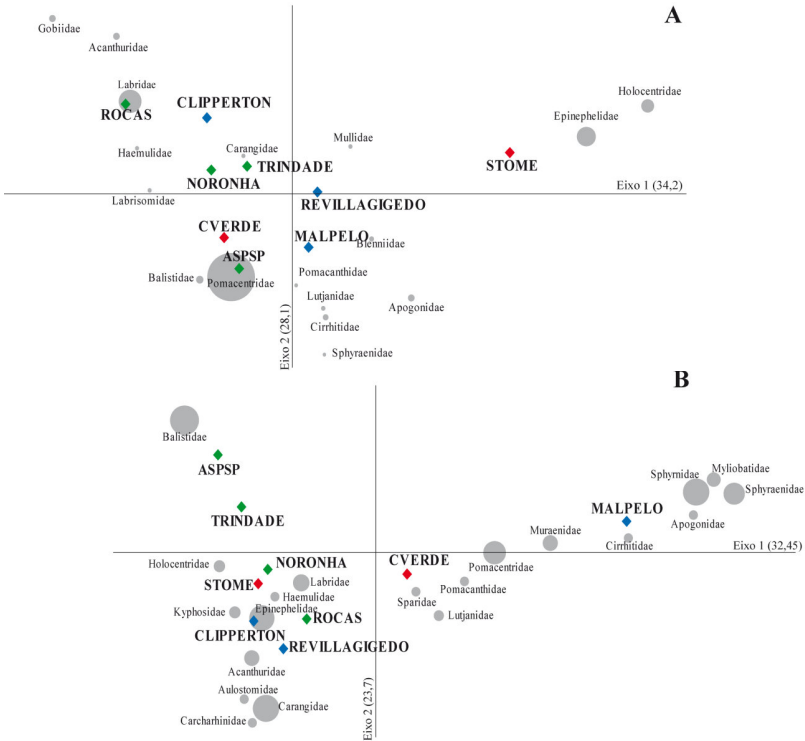 A
Gobiidae
Acanthuridae
Labridae
ROCAS
CLIPPERTON
Holocentridae
Epinephelidae
Mullidae
Haemulidae
Carangidae
TRINDADE
STOME
NORONHA
Labrisomidae
Eixo 1 (34,2)
REVILLAGIGEDO
CVERDE
MALPELO
Blenniidae
ASPSP
Balistidae
Pomacentridae
Pomacanthidae
Lutjanidae
Apogonidae
Cirrhitidae
Sphyraenidae
Eixo 2 (28,1)
B
Balistidae
ASPSP
TRINDADE
Sphyrnidae
Myliobatidae
Sphyraenidae
MALPELO
Apogonidae
Muraenidae
Cirrhitidae
Eixo 1 (32,45)
Holocentridae
NORONHA
CVERDE
Pomacentridae
STOME
Labridae
Pomacanthidae
Haemulidae
Sparidae
Kyphosidae
Epinephelidae
ROCAS
Lutjanidae
CLIPPERTON
REVILLAGIGEDO
Acanthuridae
Aulostomidae
Carangidae
Carcharhinidae
Eixo 2 (23,7)